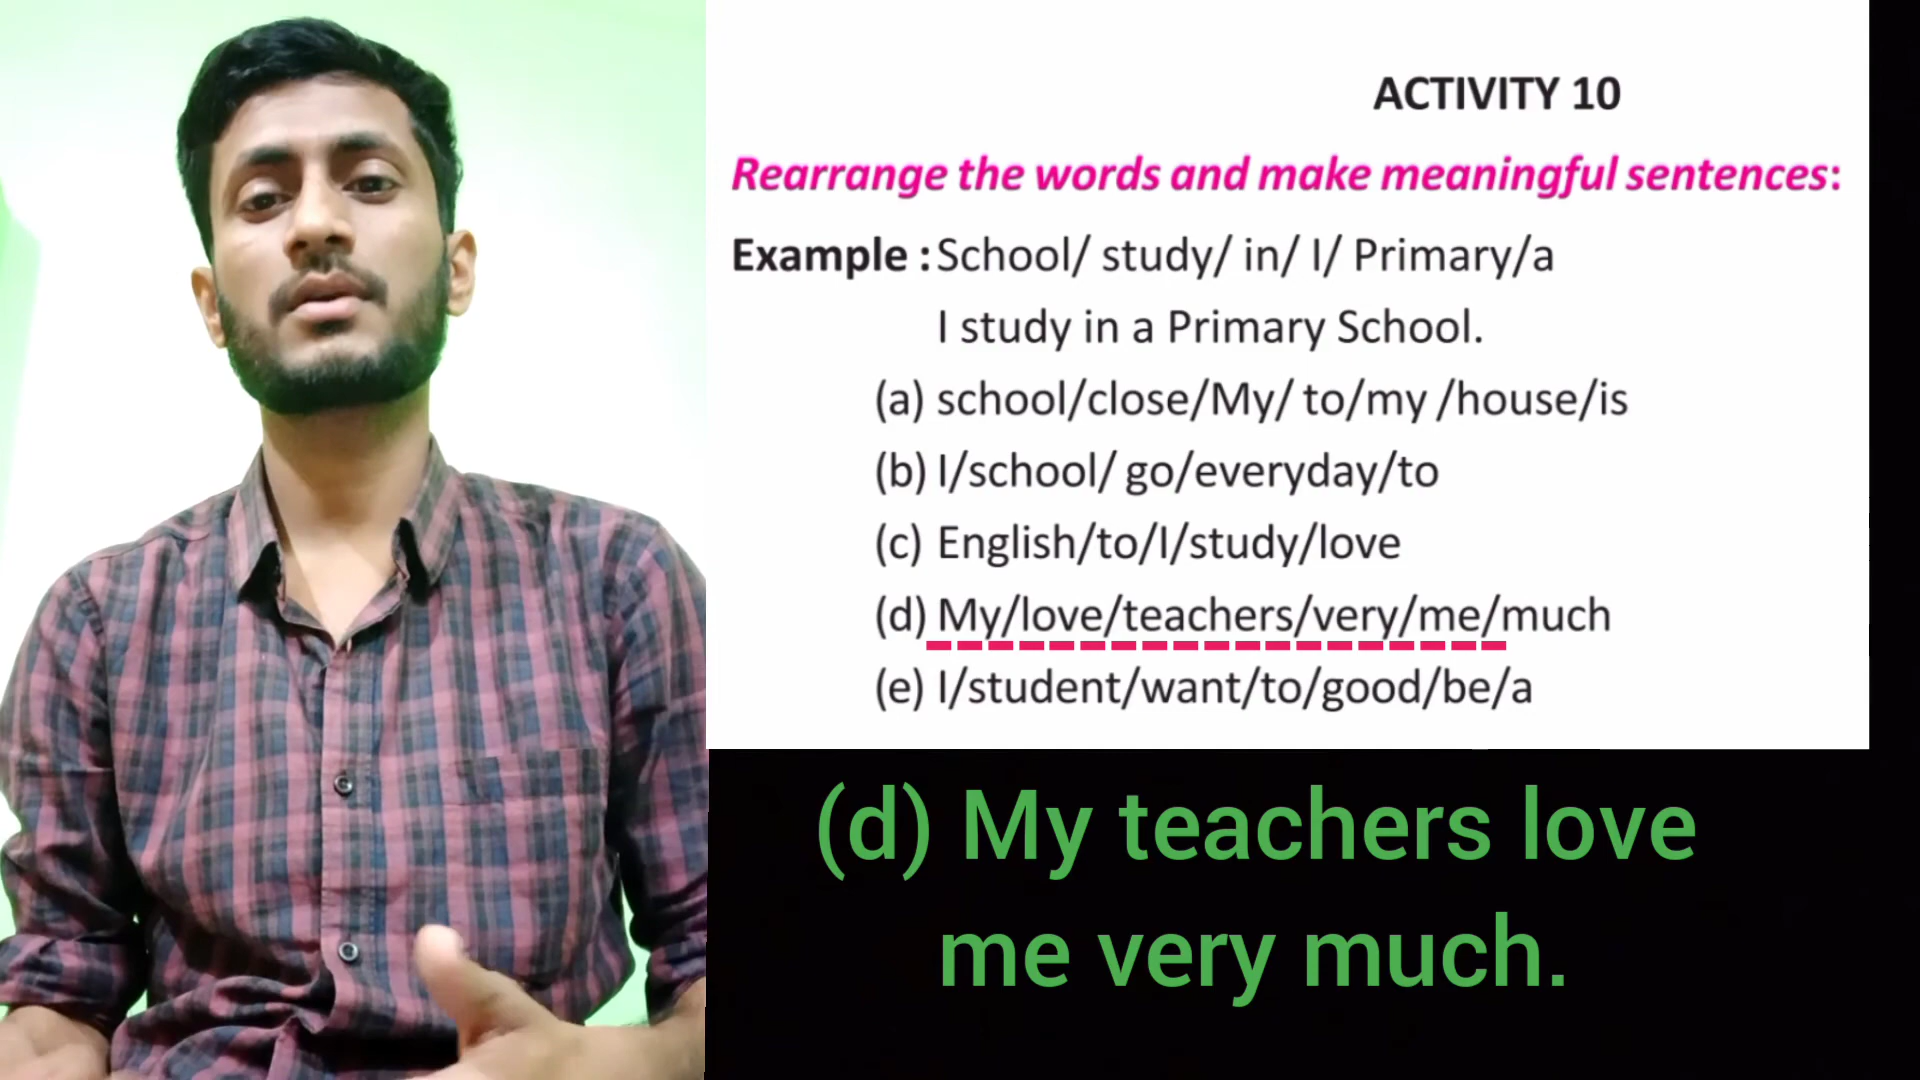 ACTIVITY 10
Rearrange the words and make meaningful sentences:
Example : School/ study/ in/ I/ Primary/a
I study in a Primary School.
(a) school/close/My/ to/my /house/is
(b) I/school/ go/everyday/to
(c) English/to/I/study/love
(d) My/love/teachers/very/me/much
(e) I/student/want/to/good/be/a
(d) My teachers love
me very much.